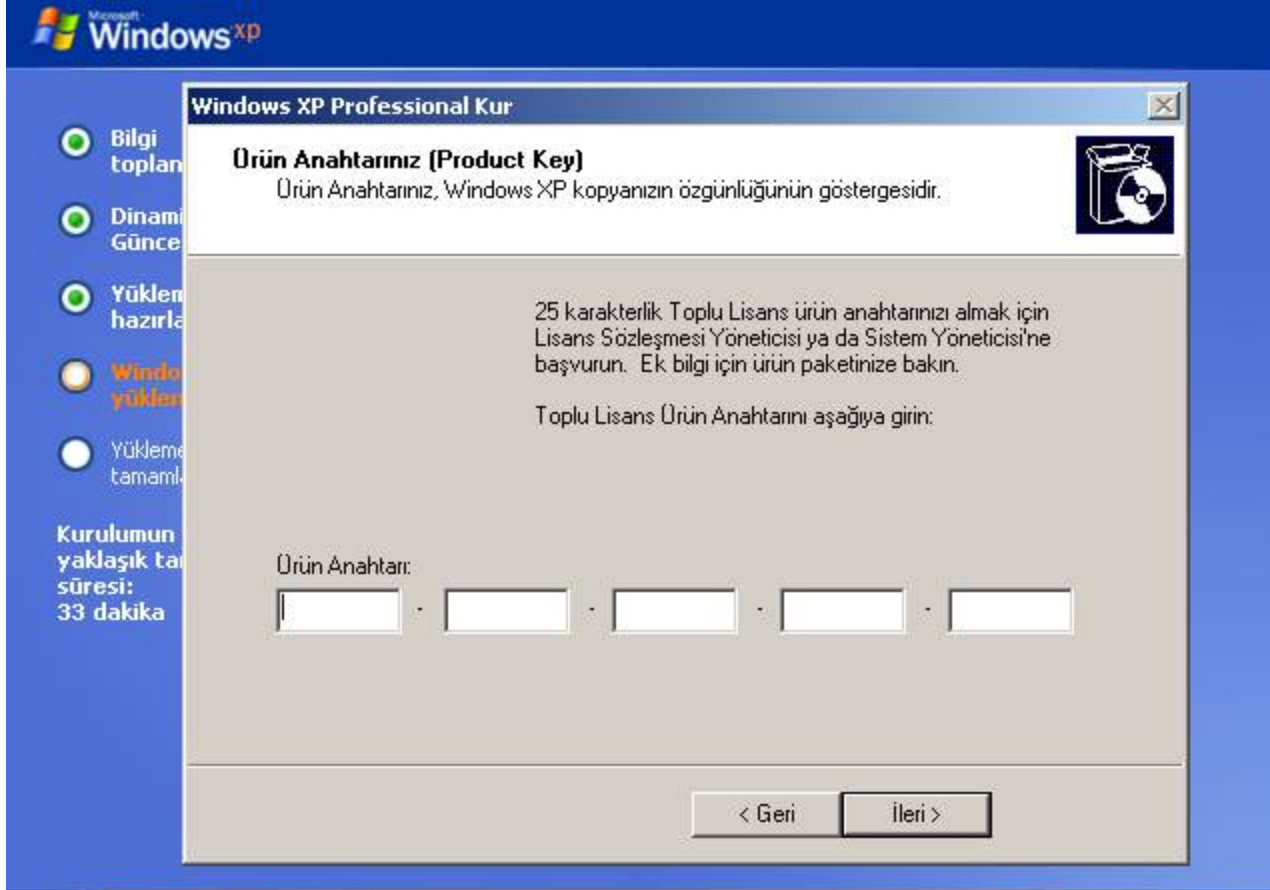 Microsoft
Windows xp
Windows XP Professional Kur
Bilgi
toplan
Dinami
Günce
Yüklem
hazırla
Windo
yüklen
Yükleme
tamamla
Kurulumun
yaklaşık ta
süresi:
33 dakika
Ürün Anahtarınız (Product Key)
Ürün Anahtarınız, Windows XP kopyanızın özgünlüğünün göstergesidir.
25 karakterlik Toplu Lisans ürün anahtarınızı almak için
Lisans Sözleşmesi Yöneticisi ya da Sistem Yöneticisi'ne
başvurun. Ek bilgi için ürün paketinize bakın.
Toplu Lisans Ürün Anahtarını aşağıya girin:
Ürün Anahtarı:
- - - -
< Geri
İleri >